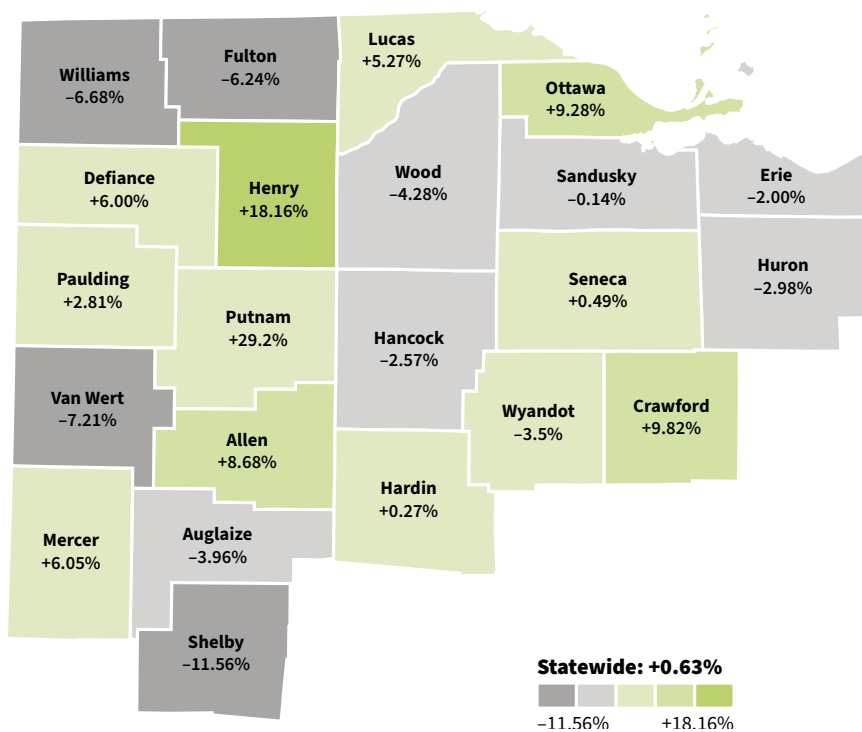 Williams
–6.68%
Fulton
–6.24%
Lucas
+5.27%
Ottawa
+9.28%
Defiance
+6.00%
Henry
+18.16%
Wood
–4.28%
Sandusky
–0.14%
Erie
–2.00%
Paulding
+2.81%
Putnam
+29.2%
Hancock
–2.57%
Seneca
+0.49%
Huron
–2.98%
Van Wert
–7.21%
Allen
+8.68%
Wyandot
–3.5%
Crawford
+9.82%
Hardin
+0.27%
Mercer
+6.05%
Auglaize
–3.96%
Shelby
–11.56%
Statewide: +0.63%
–11.56%
+18.16%